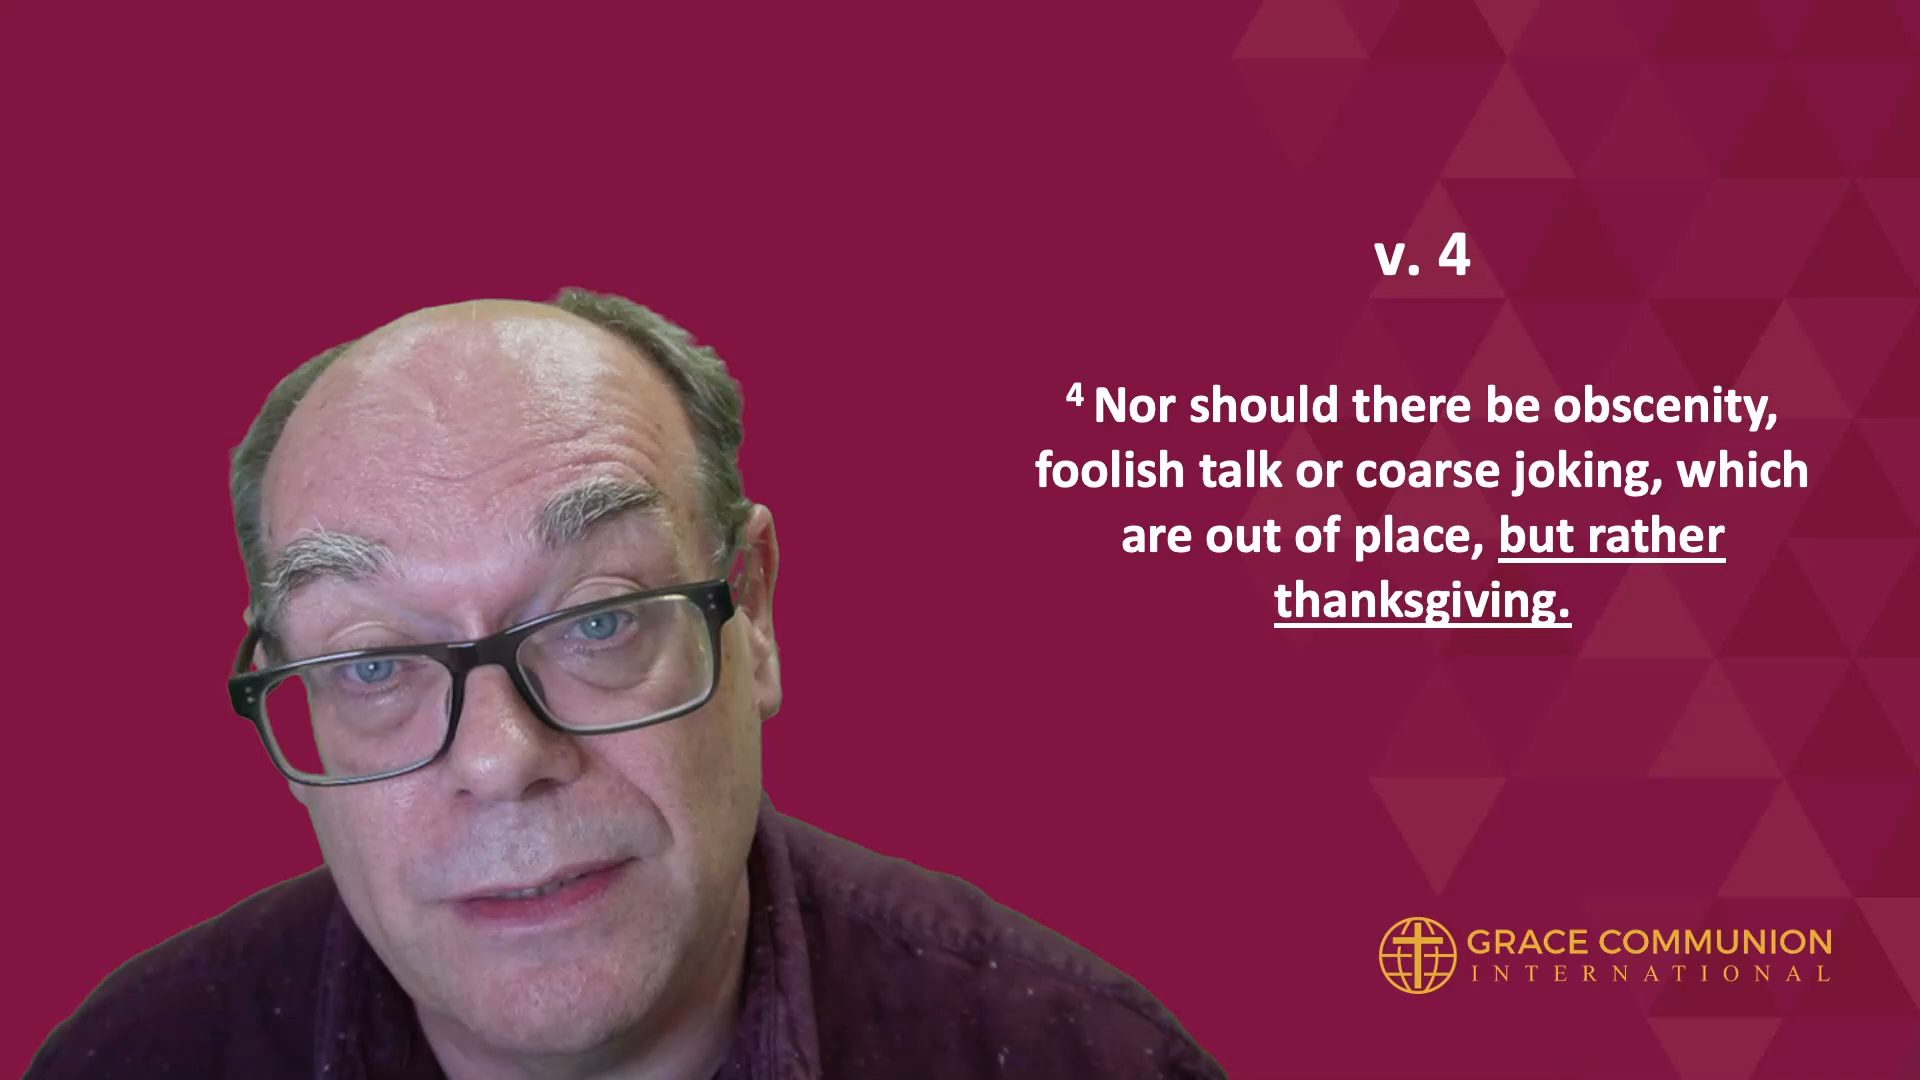 v. 4
4 Nor should there be obscenity,
foolish talk or coarse joking, which
are out of place, but rather
thanksgiving.
GRACE COMMUNION
INTERNATIONAL